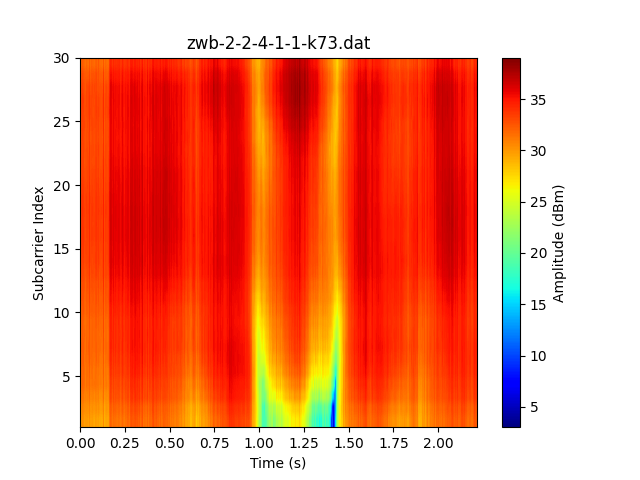 zwb-2-2-4-1-1-k73.dat
30
25
20
15
10
5
Subcarrier Index
0.00 0.25 0.50 0.75 1.00 1.25 1.50 1.75 2.00
Time (s)
35
30
25
20
15
10
5
Amplitude (dBm)